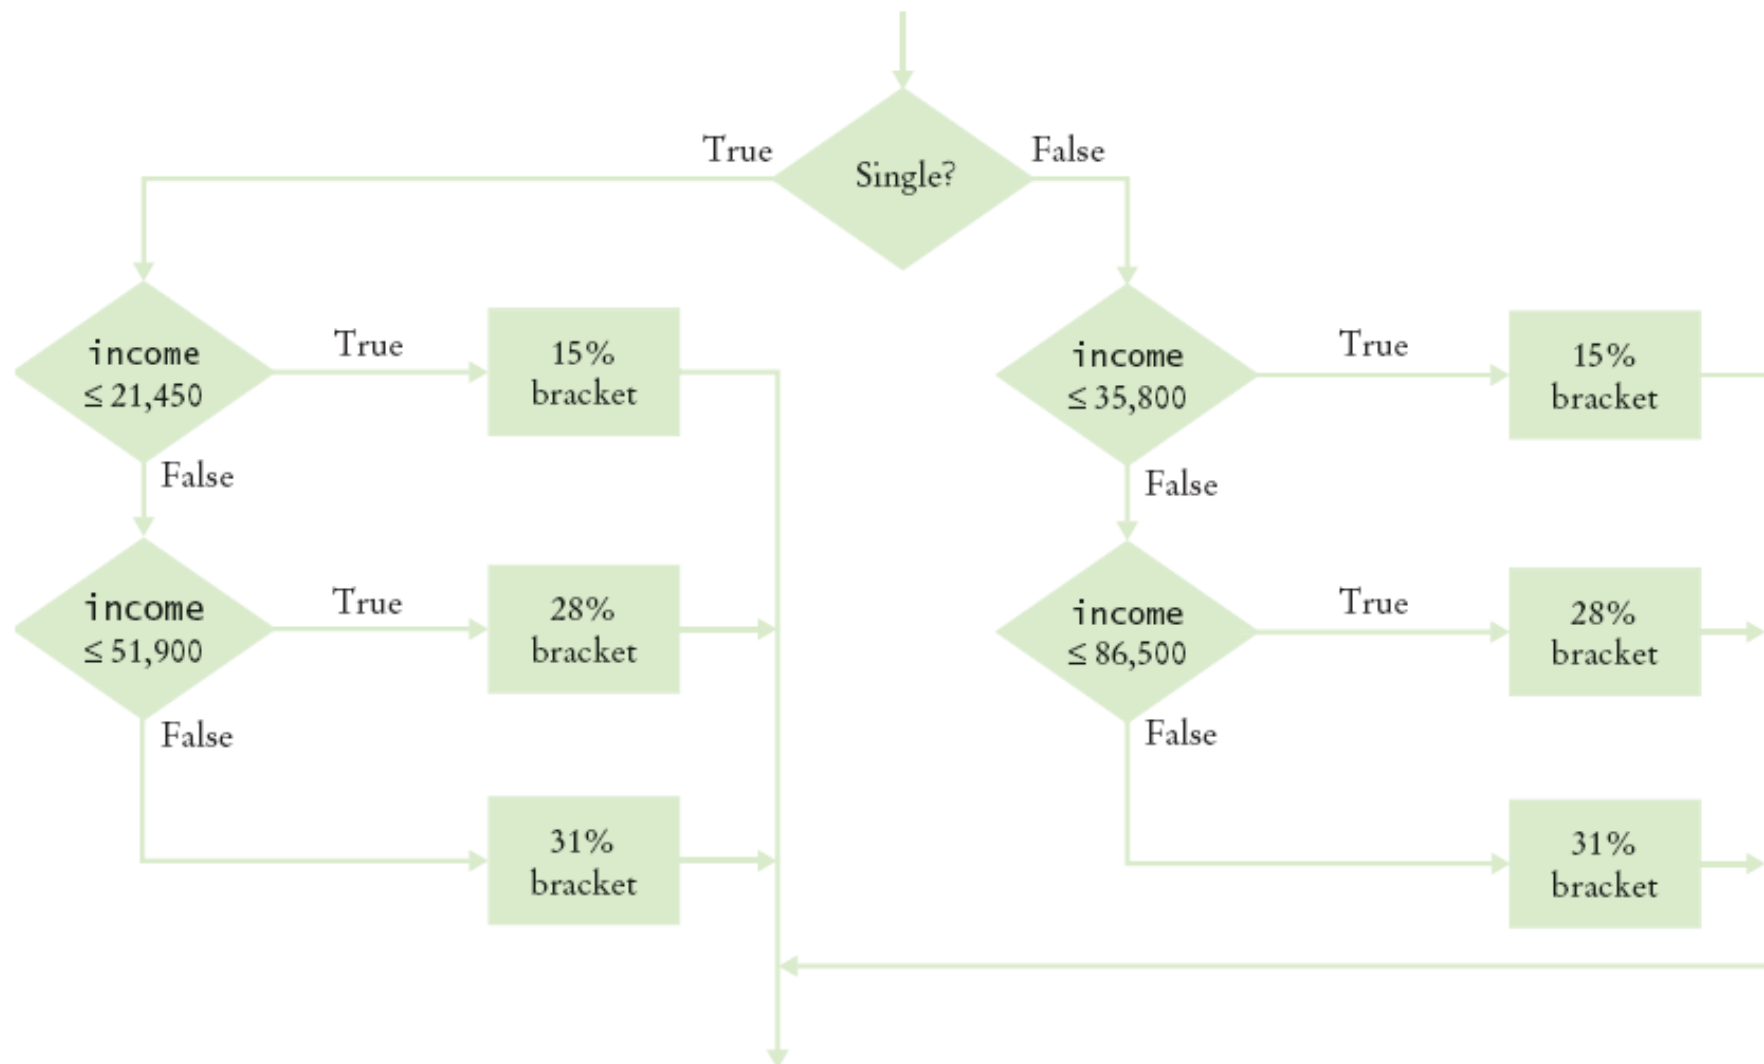 True
Single?
False
income
≤ 21,450
True
15%
bracket
False
income
≤ 51,900
True
28%
bracket
False
31%
bracket
income
≤ 35,800
True
15%
bracket
False
income
≤ 86,500
True
28%
bracket
False
31%
bracket